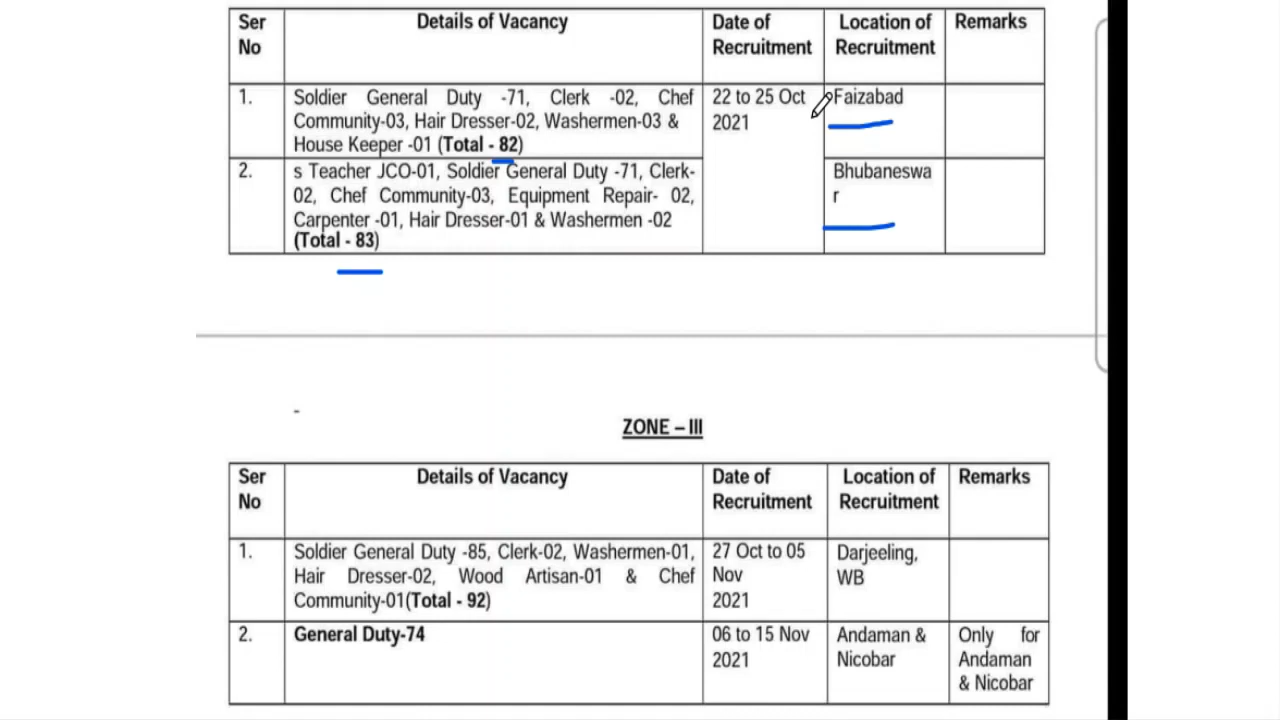 Ser No
Details of Vacancy
Date of Recruitment
Location of Recruitment
Remarks
1.
Soldier General Duty -71, Clerk -02, Chef
Community-03, Hair Dresser-02, Washermen-03 &
House Keeper -01 (Total - 82)
22 to 25 Oct
2021
Faizabad
2.
s Teacher JCO-01, Soldier General Duty -71, Clerk-
02, Chef Community-03, Equipment Repair- 02,
Carpenter -01, Hair Dresser-01 & Washermen -02
(Total - 83)
Bhubaneswa
r
-
ZONE – III
Ser No
Details of Vacancy
Date of Recruitment
Location of Recruitment
Remarks
1.
Soldier General Duty -85, Clerk-02, Washermen-01,
Hair Dresser-02, Wood Artisan-01 & Chef
Community-01(Total - 92)
27 Oct to 05
Nov
2021
Darjeeling,
WB
2.
General Duty-74
06 to 15 Nov
2021
Andaman &
Nicobar
Only for
Andaman
& Nicobar